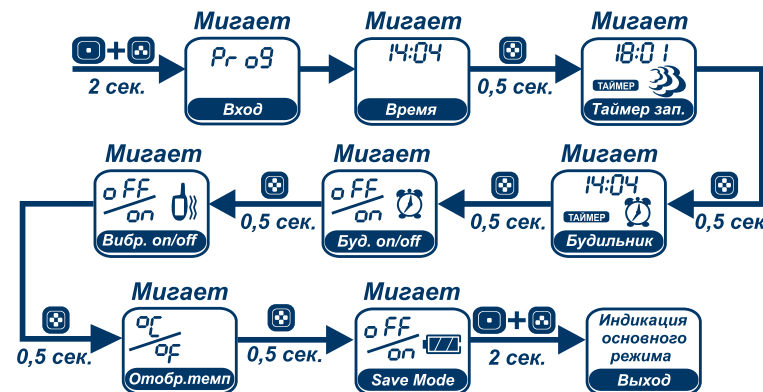 Мигает Мигает Мигает
+ Pr og 14:04 18:01
2 сек. 0,5 сек. ТАЙМЕР
Вход Время Таймер зап.
Мигает Мигает Мигает
oFF on oFF on 14:04
0,5 сек. 0,5 сек. ТАЙМЕР 0,5 сек
Вибр. on/off Буд. on/off Будильник
Мигает Мигает
°C °F oFF on + Индикация
основного
0,5 сек. 0,5 сек. 2 сек. режима
Отобр.темп Save Mode Выход